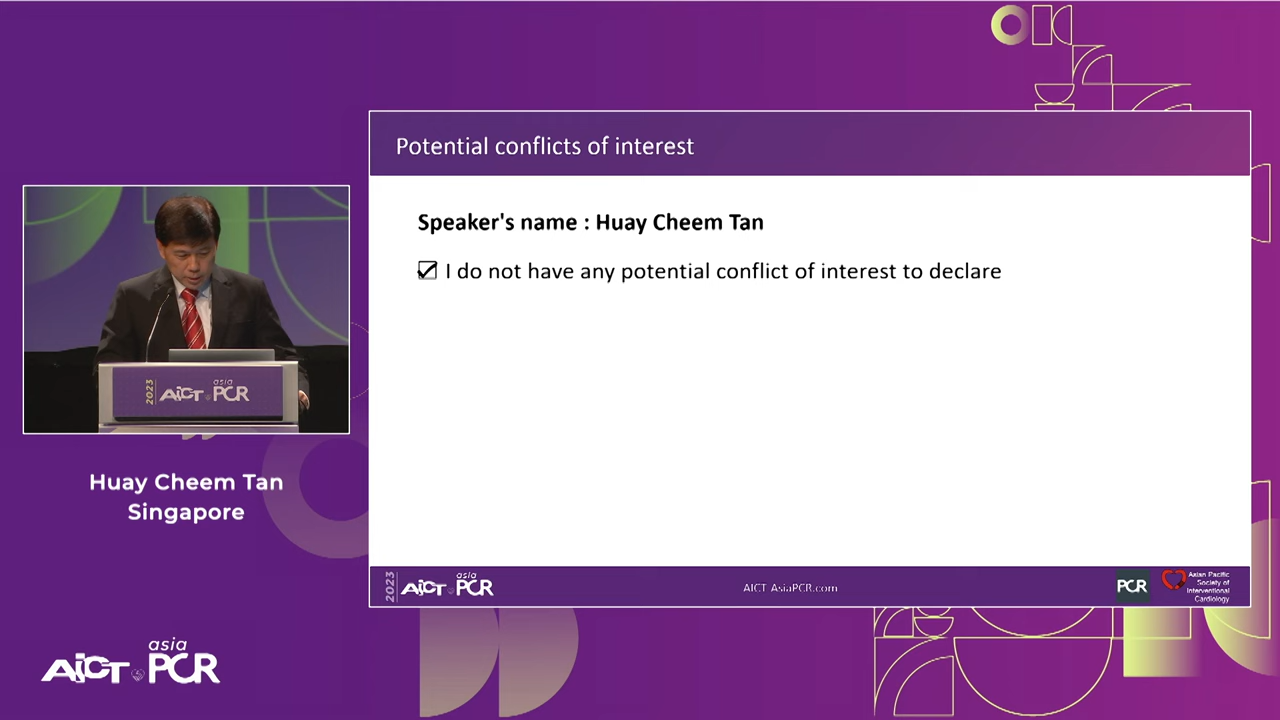 Potential conflicts of interest
Speaker's name : Huay Cheem Tan
I do not have any potential conflict of interest to declare
2023 AICT asia PCR
Huay Cheem Tan
Singapore
2023 AICT asia PCR
AICT-AsiaPCR.com
PCR
Asian Pacific
Society of
Interventional
Cardiology
asia
AICT PCR